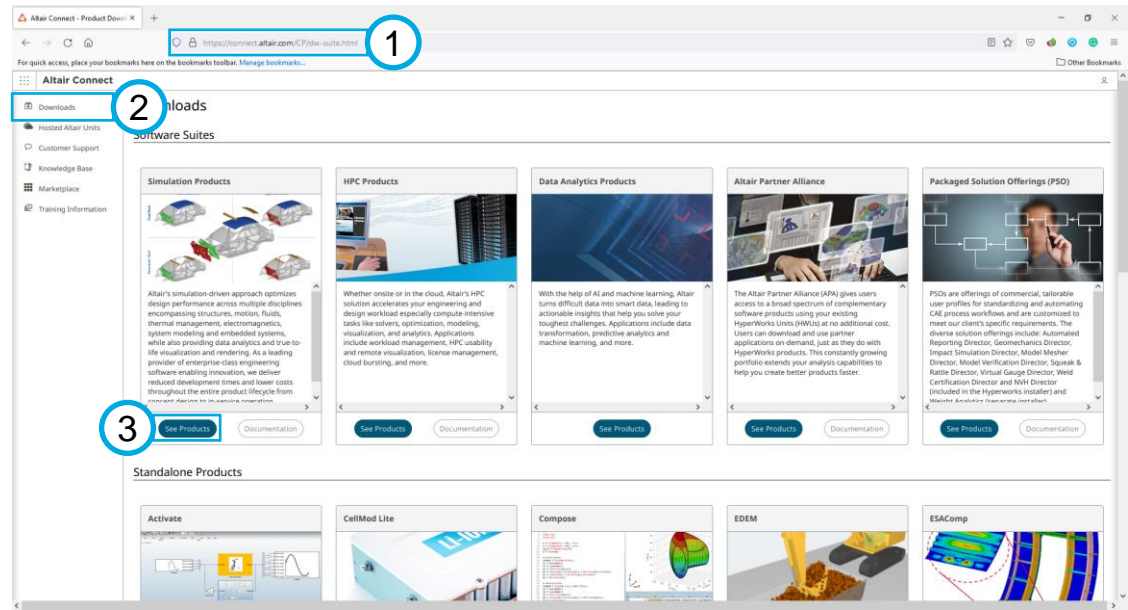 Altair Connect - Product Down
https://connect.altair.com/CP/dw-suite.html
1
For quick access, place your bookmarks here on the bookmarks toolbar. Manage bookmarks...
Other Bookmarks
Altair Connect
Downloads
2
nloads
Hosted Altair Units
Customer Support
Knowledge Base
Marketplace
Training Information
Software Suites
Simulation Products
Altair's simulation-driven approach optimizes
design performance across multiple disciplines
encompassing structures, motion, fluids,
thermal management, electromagnetics,
system modeling and embedded systems,
while also providing data analytics and true-to-
life visualization and rendering. As a leading
provider of enterprise-class engineering
software enabling innovation, we deliver
reduced development times and lower costs
throughout the entire product lifecycle from
concept design to in-service operation
3
See Products
Documentation
HPC Products
Whether onsite or in the cloud, Altair's HPC
solution accelerates your engineering and
design workload especially compute-intensive
tasks like solvers, optimization, modeling,
visualization, and analytics. Applications
include workload management, HPC usability
and remote visualization, license management,
cloud bursting, and more.
See Products
Documentation
Data Analytics Products
With the help of AI and machine learning, Altair
turns difficult data into smart data, leading to
actionable insights that help you solve your
toughest challenges. Applications include data
transformation, predictive analytics and
machine learning, and more.
See Products
Altair Partner Alliance
The Altair Partner Alliance (APA) gives users
access to a broad spectrum of complementary
software products using your existing
HyperWorks Units (HWUs) at no additional cost.
Users can download and use partner
applications on-demand, just as they do with
HyperWorks products. This constantly growing
portfolio extends your analysis capabilities to
help you create better products faster.
See Products
Documentation
Packaged Solution Offerings (PSO)
PSOs are offerings of commercial, tailorable
user profiles for standardizing and automating
CAE process workflows and are customized to
meet our client's specific requirements. The
diverse solution offerings include: Automated
Reporting Director, Geomechanics Director,
Impact Simulation Director, Model Mesher
Director, Model Verification Director, Squeak &
Rattle Director, Virtual Gauge Director, Weld
Certification Director and NVH Director
(included in the Hyperworks installer) and
Weight Analytics (separate installer)
See Products
Documentation
Standalone Products
Activate
CellMod Lite
LI-ION
Compose
EDEM
ESAComp